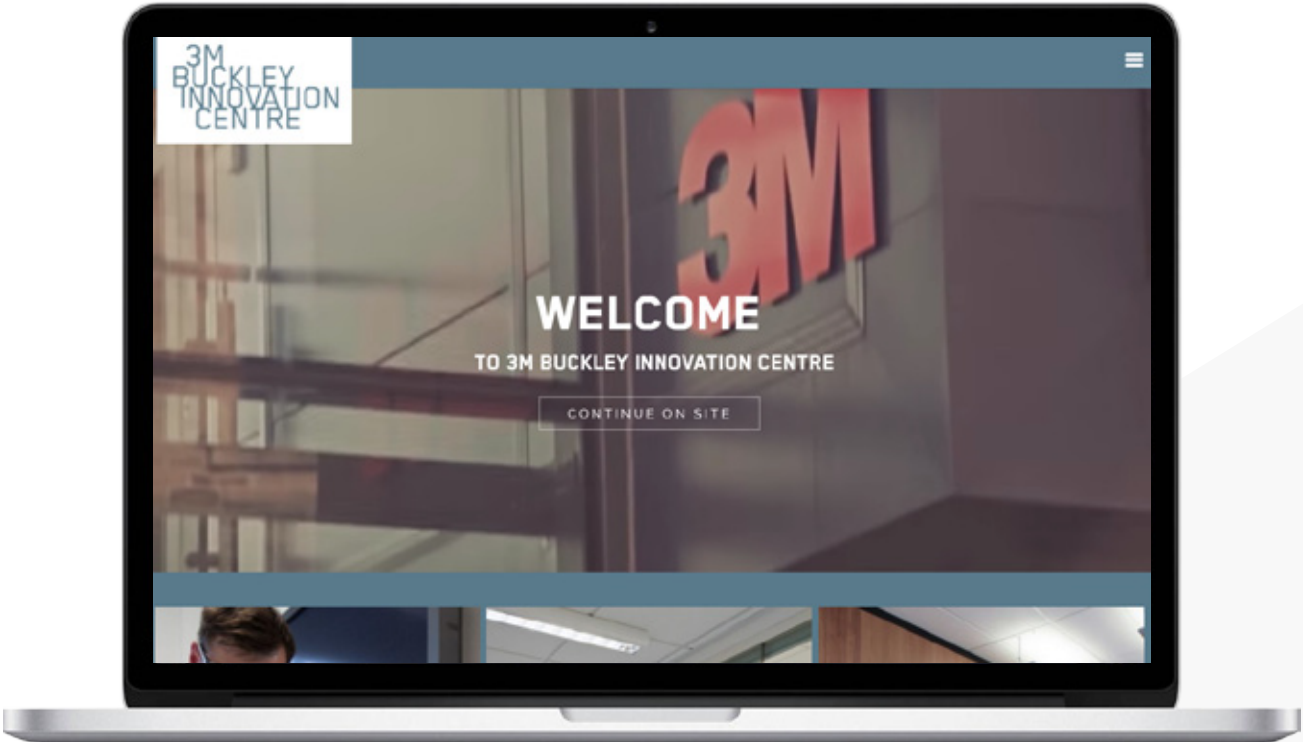 3M
BUCKLEY
INNOVATION
CENTRE
3M
WELCOME
TO 3M BUCKLEY INNOVATION CENTRE
CONTINUE ON SITE